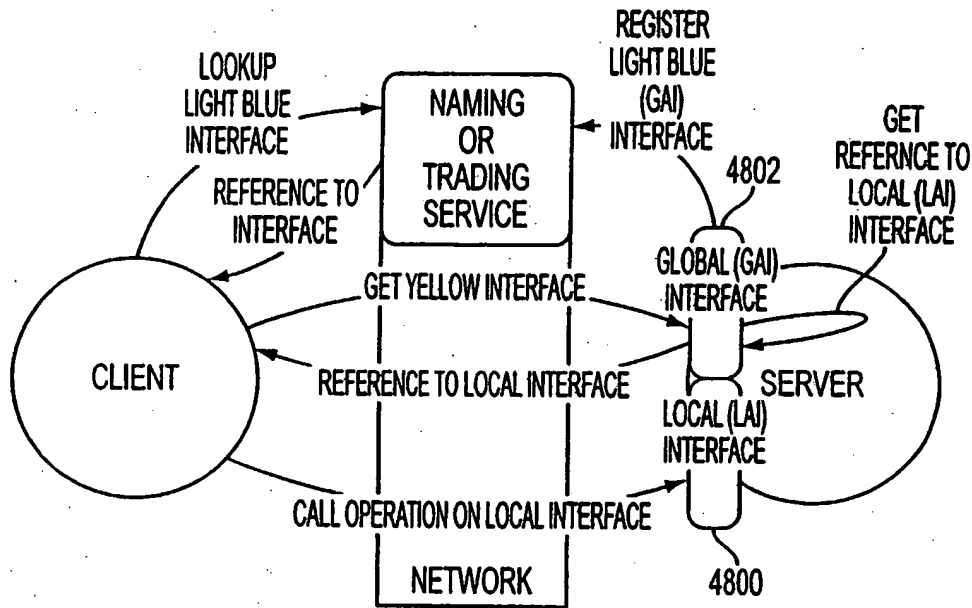 REGISTER
LIGHT BLUE
(GAI)
INTERFACE
LOOKUP
LIGHT BLUE
INTERFACE
NAMING
OR
TRADING
SERVICE
GET
REFERNCE TO
LOCAL (LAI)
INTERFACE
4802
REFERENCE TO
INTERFACE
GLOBAL (GAI)
INTERFACE
GET YELLOW INTERFACE
CLIENT
REFERENCE TO LOCAL INTERFACE
SERVER
LOCAL (LAI)
INTERFACE
CALL OPERATION ON LOCAL INTERFACE
NETWORK
4800